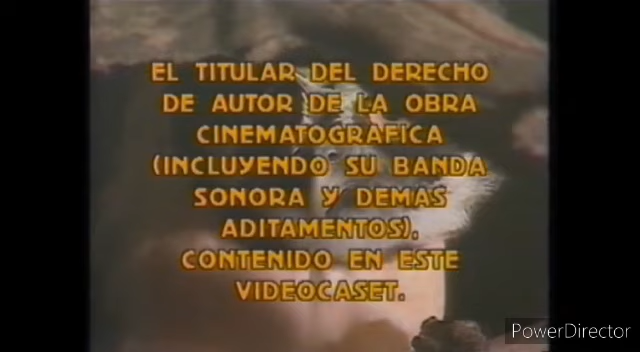 EL TITULAR DEL DERECHO
DE AUTOR DE LA OBRA
CINEMATOGRAFICA
(INCLUYENDO SU BANDA
SONORA Y DEMAS
ADITAMENTOS),
CONTENIDO EN ESTE
VIDEOCASET.
PowerDirector